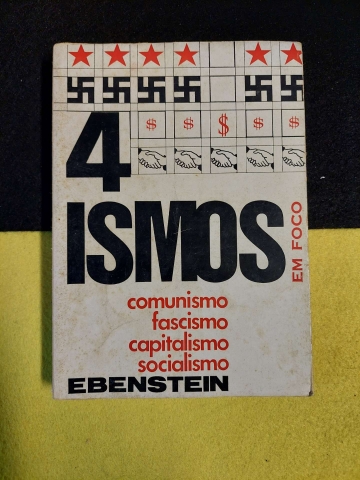 $ $ $ $ $
4
ISMOS
EM FOCO
comunismo
fascismo
capitalismo
socialismo
EBENSTEIN